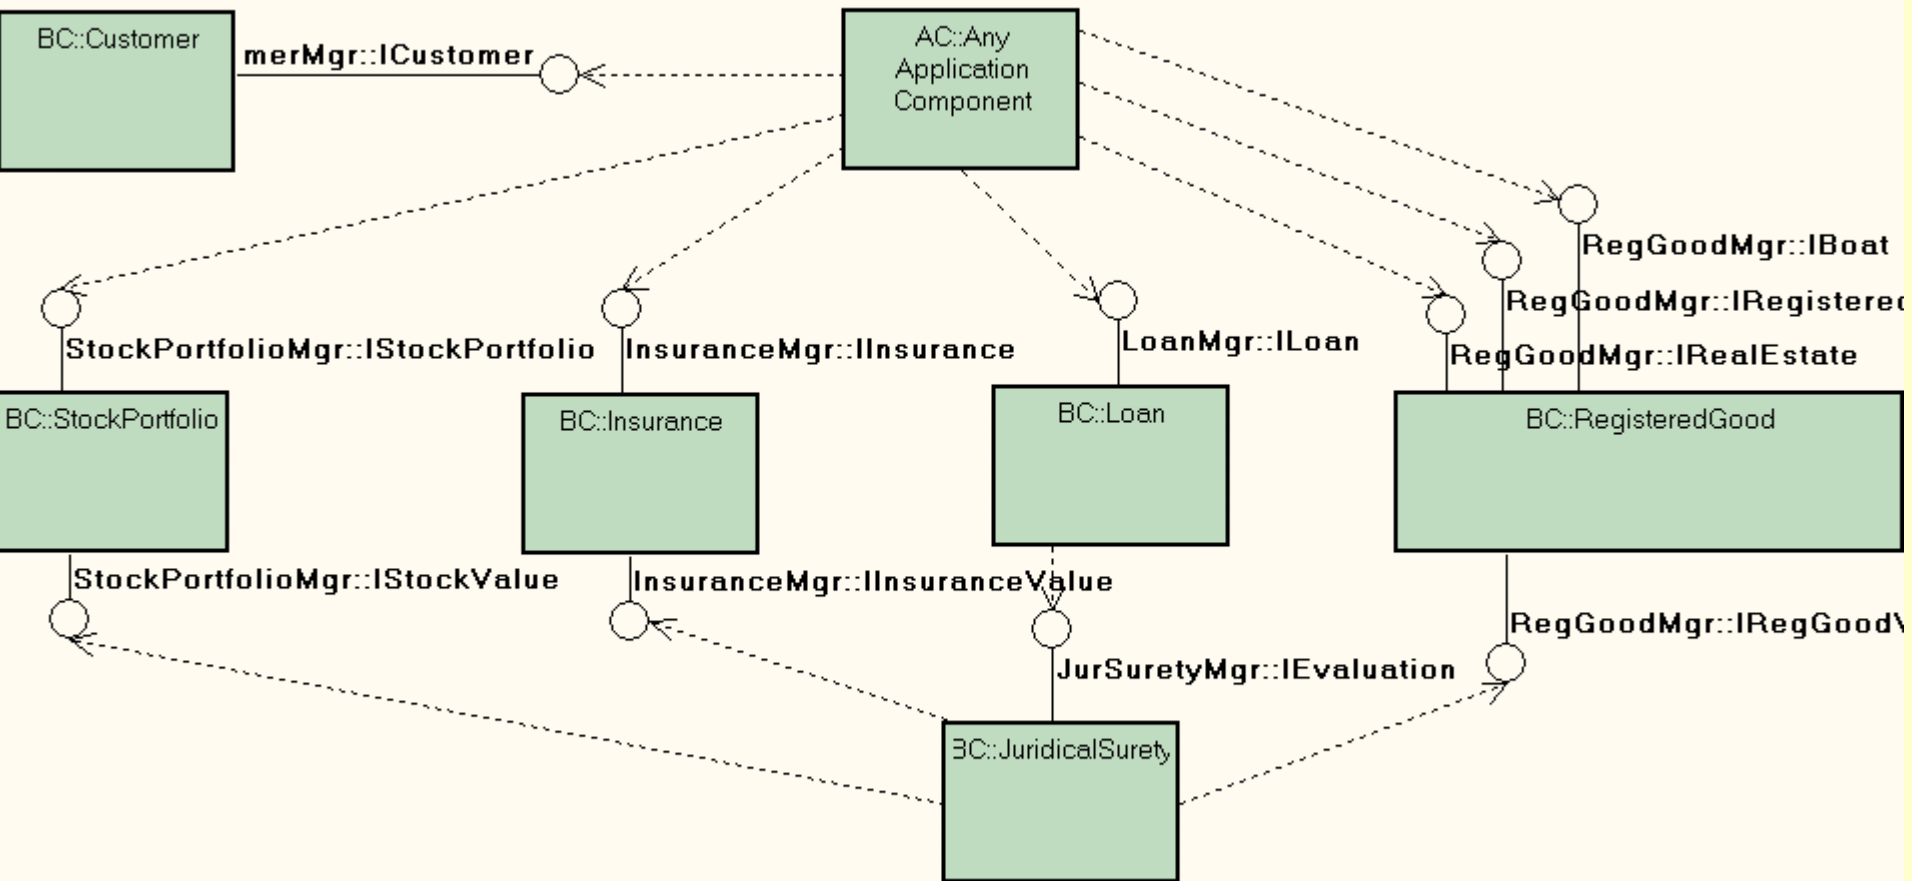 BC::Customer
merMgr::ICustomer
AC::Any
Application
Component
RegGoodMgr::IBoat
RegGoodMgr::IRegistered
StockPortfolioMgr::IStockPortfolio
InsuranceMgr::IInsurance
LoanMgr::ILoan
RegGoodMgr::IRealEstate
BC::StockPortfolio
BC::Insurance
BC::Loan
BC::RegisteredGood
StockPortfolioMgr::IStockValue
InsuranceMgr::IInsuranceValue
RegGoodMgr::IRegGoodV
JurSuretyMgr::IEvaluation
BC::JuridicalSurety